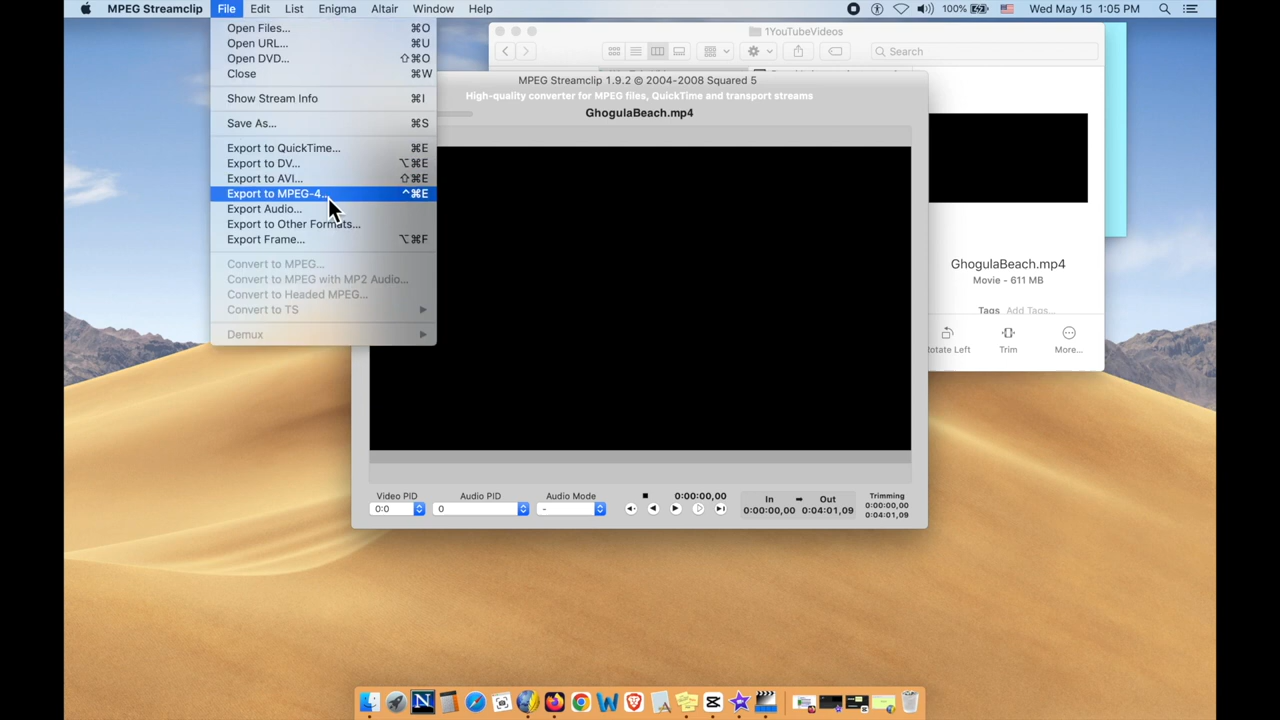 MPEG Streamclip File Edit List Enigma Altair Window Help 100% Wed May 15 1:05 PM
Open Files... ⌘O
Open URL... ⌘U
Open DVD... ⇧⌘O
Close ⌘W
Show Stream Info ⌘I
Save As... ⌘S
Export to QuickTime... ⌘E
Export to DV... ⌥⌘E
Export to AVI... ⇧⌘E
Export to MPEG-4... ^⌘E
Export Audio...
Export to Other Formats...
Export Frame... ⌥⌘F
Convert to MPEG...
Convert to MPEG with MP2 Audio...
Convert to Headed MPEG...
Convert to TS
Demux
1YouTubeVideos
Search
MPEG Streamclip 1.9.2 © 2004-2008 Squared 5
High-quality converter for MPEG files, QuickTime and transport streams
GhogulaBeach.mp4
GhogulaBeach.mp4
Movie - 611 MB
Tags Add Tags...
Rotate Left Trim More...
Video PID Audio PID Audio Mode 0:00:00,00 In Out Trimming
0:0 0 - 0:00:00,00 0:04:01,09 0:00:00,00
0:04:01,09